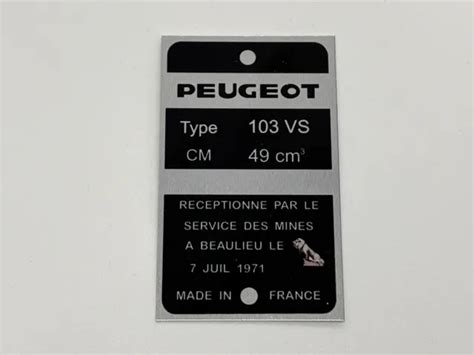 PEUGEOT
Type 103 VS
CM 49 cm³
RECEPTIONNE PAR LE
SERVICE DES MINES
A BEAULIEU LE
7 JUIL 1971
MADE IN FRANCE